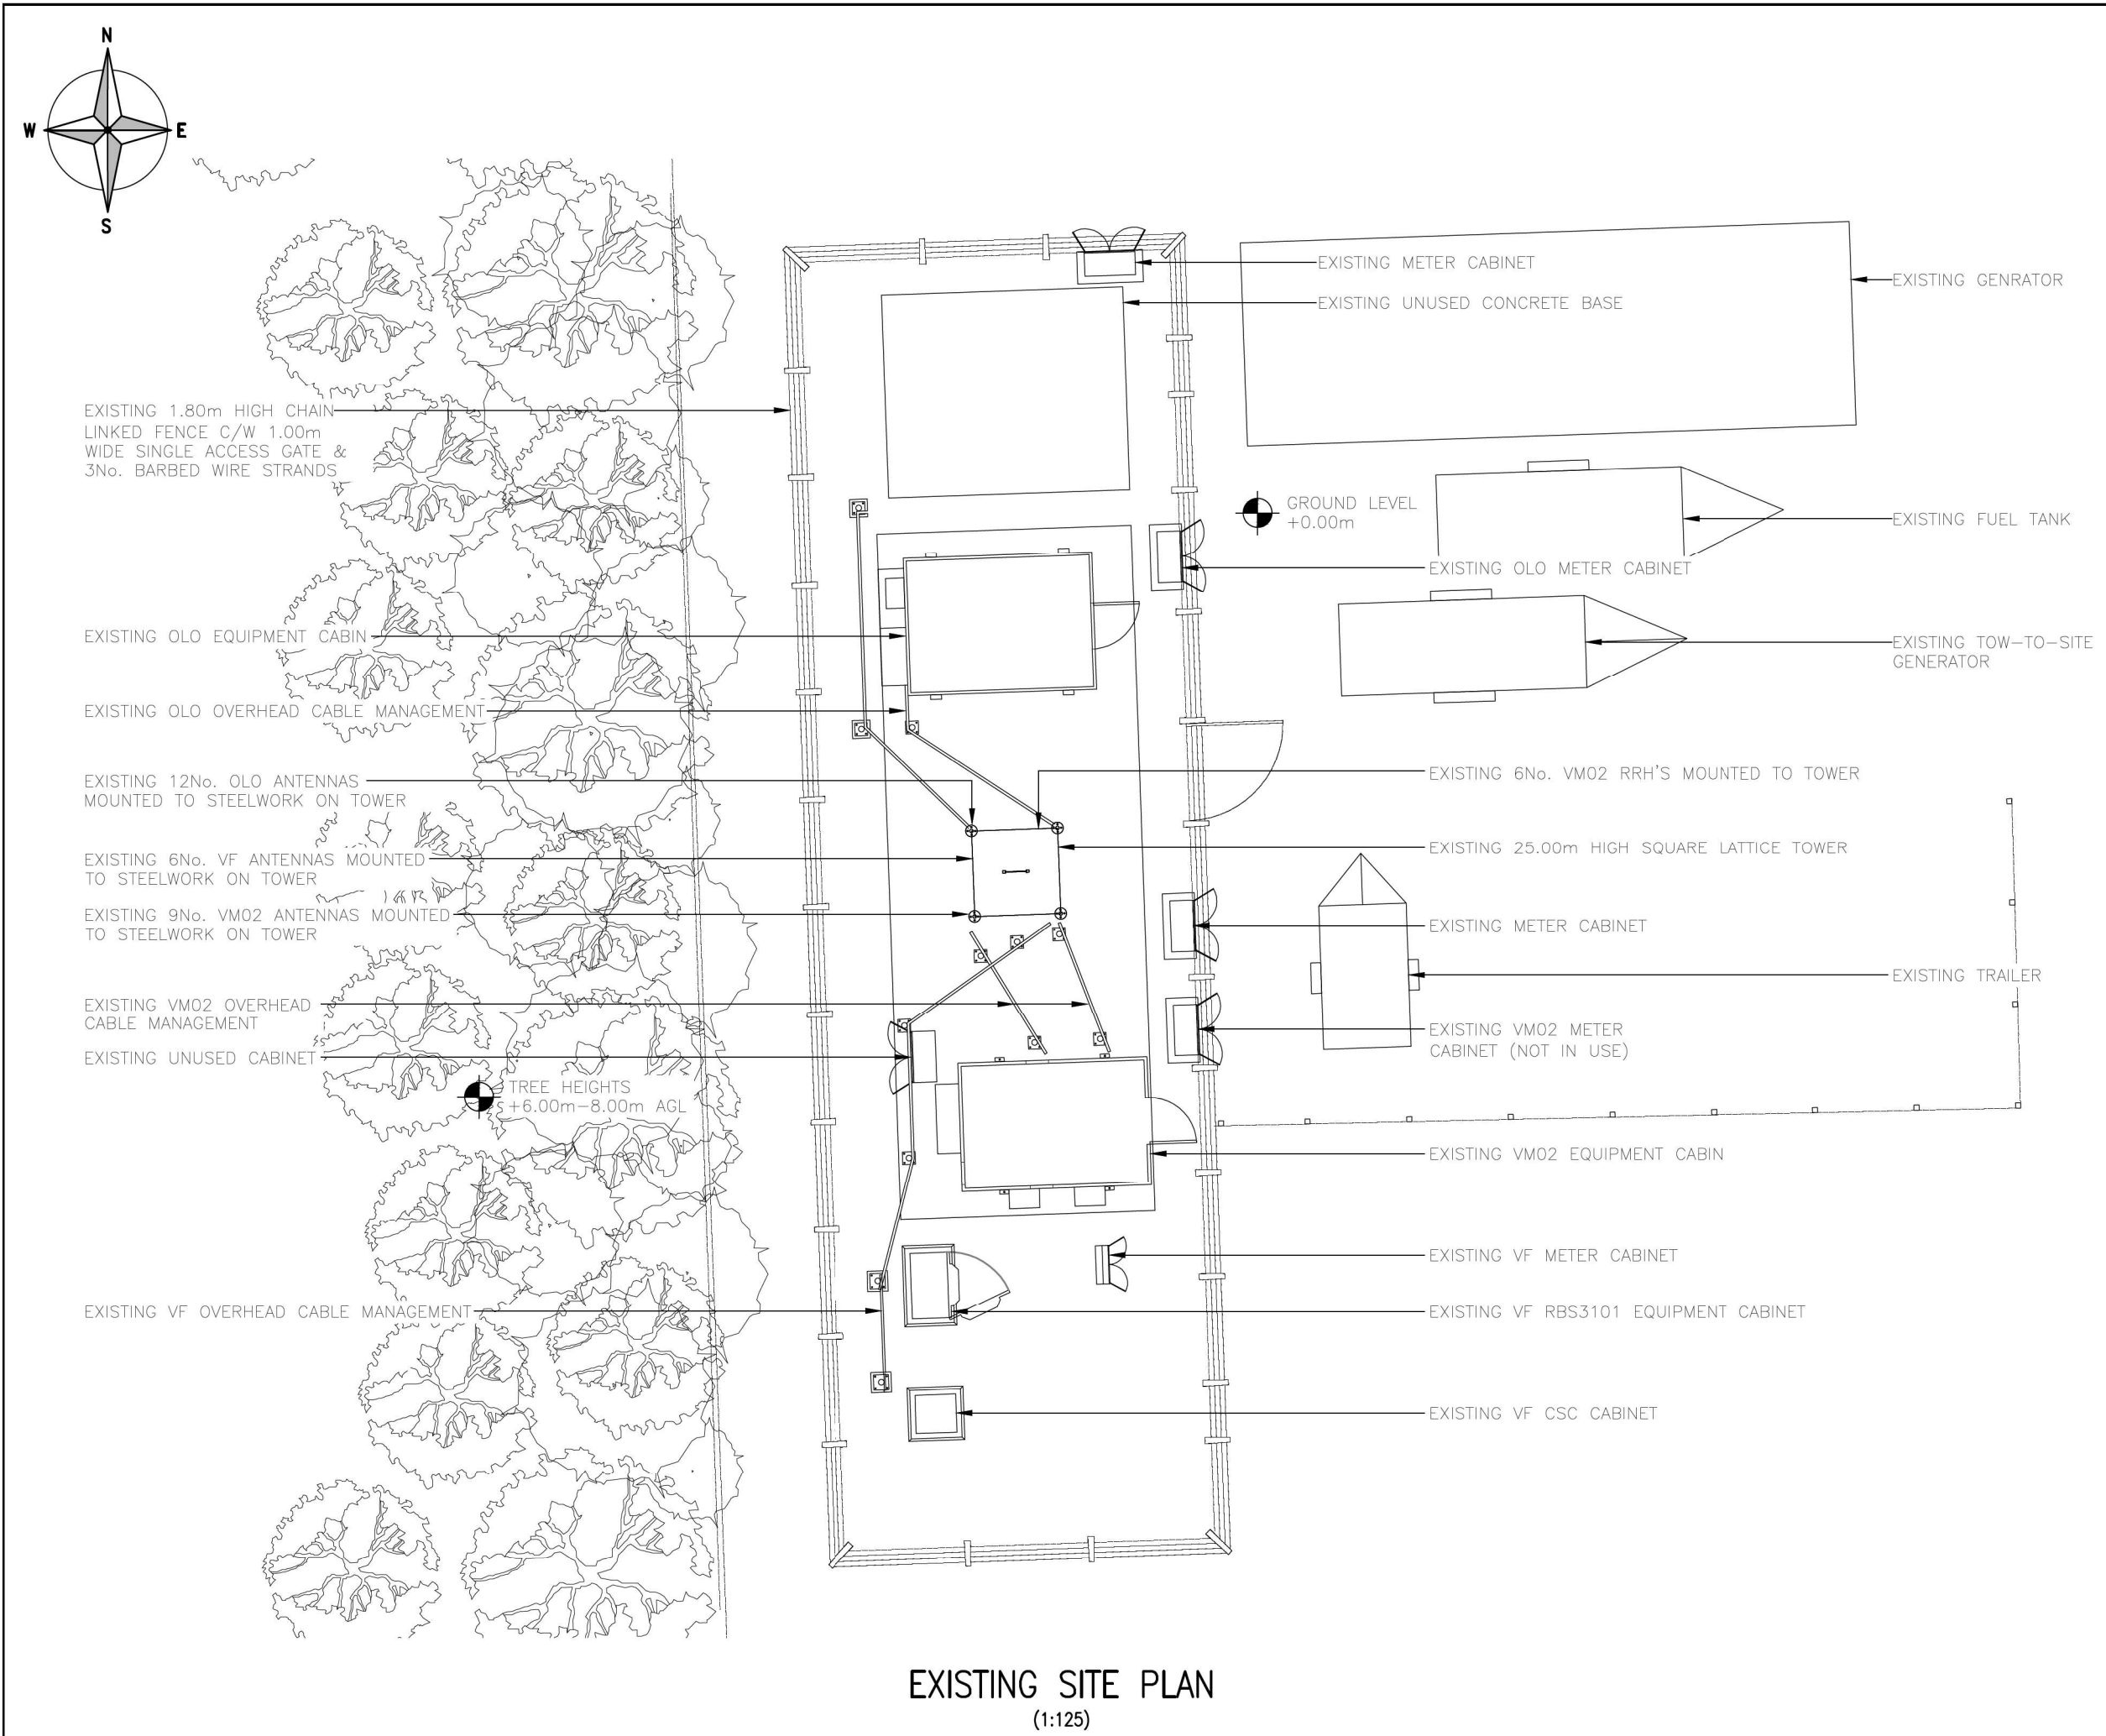 N
W
E
S
EXISTING METER CABINET
EXISTING GENRATOR
EXISTING UNUSED CONCRETE BASE
EXISTING 1.80m HIGH CHAIN
LINKED FENCE C/W 1.00m
WIDE SINGLE ACCESS GATE &
3No. BARBED WIRE STRANDS
GROUND LEVEL
+0.00m
EXISTING FUEL TANK
EXISTING OLO METER CABINET
EXISTING OLO EQUIPMENT CABIN
EXISTING TOW-TO-SITE
GENERATOR
EXISTING OLO OVERHEAD CABLE MANAGEMENT
EXISTING 12No. OLO ANTENNAS
MOUNTED TO STEELWORK ON TOWER
EXISTING 6No. VM02 RRH'S MOUNTED TO TOWER
EXISTING 6No. VF ANTENNAS MOUNTED
TO STEELWORK ON TOWER
EXISTING 25.00m HIGH SQUARE LATTICE TOWER
EXISTING 9No. VM02 ANTENNAS MOUNTED
TO STEELWORK ON TOWER
EXISTING METER CABINET
EXISTING TRAILER
EXISTING VM02 OVERHEAD
CABLE MANAGEMENT
EXISTING VM02 METER
CABINET (NOT IN USE)
EXISTING UNUSED CABINET
TREE HEIGHTS
+6.00m-8.00m AGL
EXISTING VM02 EQUIPMENT CABIN
EXISTING VF METER CABINET
EXISTING VF OVERHEAD CABLE MANAGEMENT
EXISTING VF RBS3101 EQUIPMENT CABINET
EXISTING VF CSC CABINET
EXISTING SITE PLAN
(1:125)